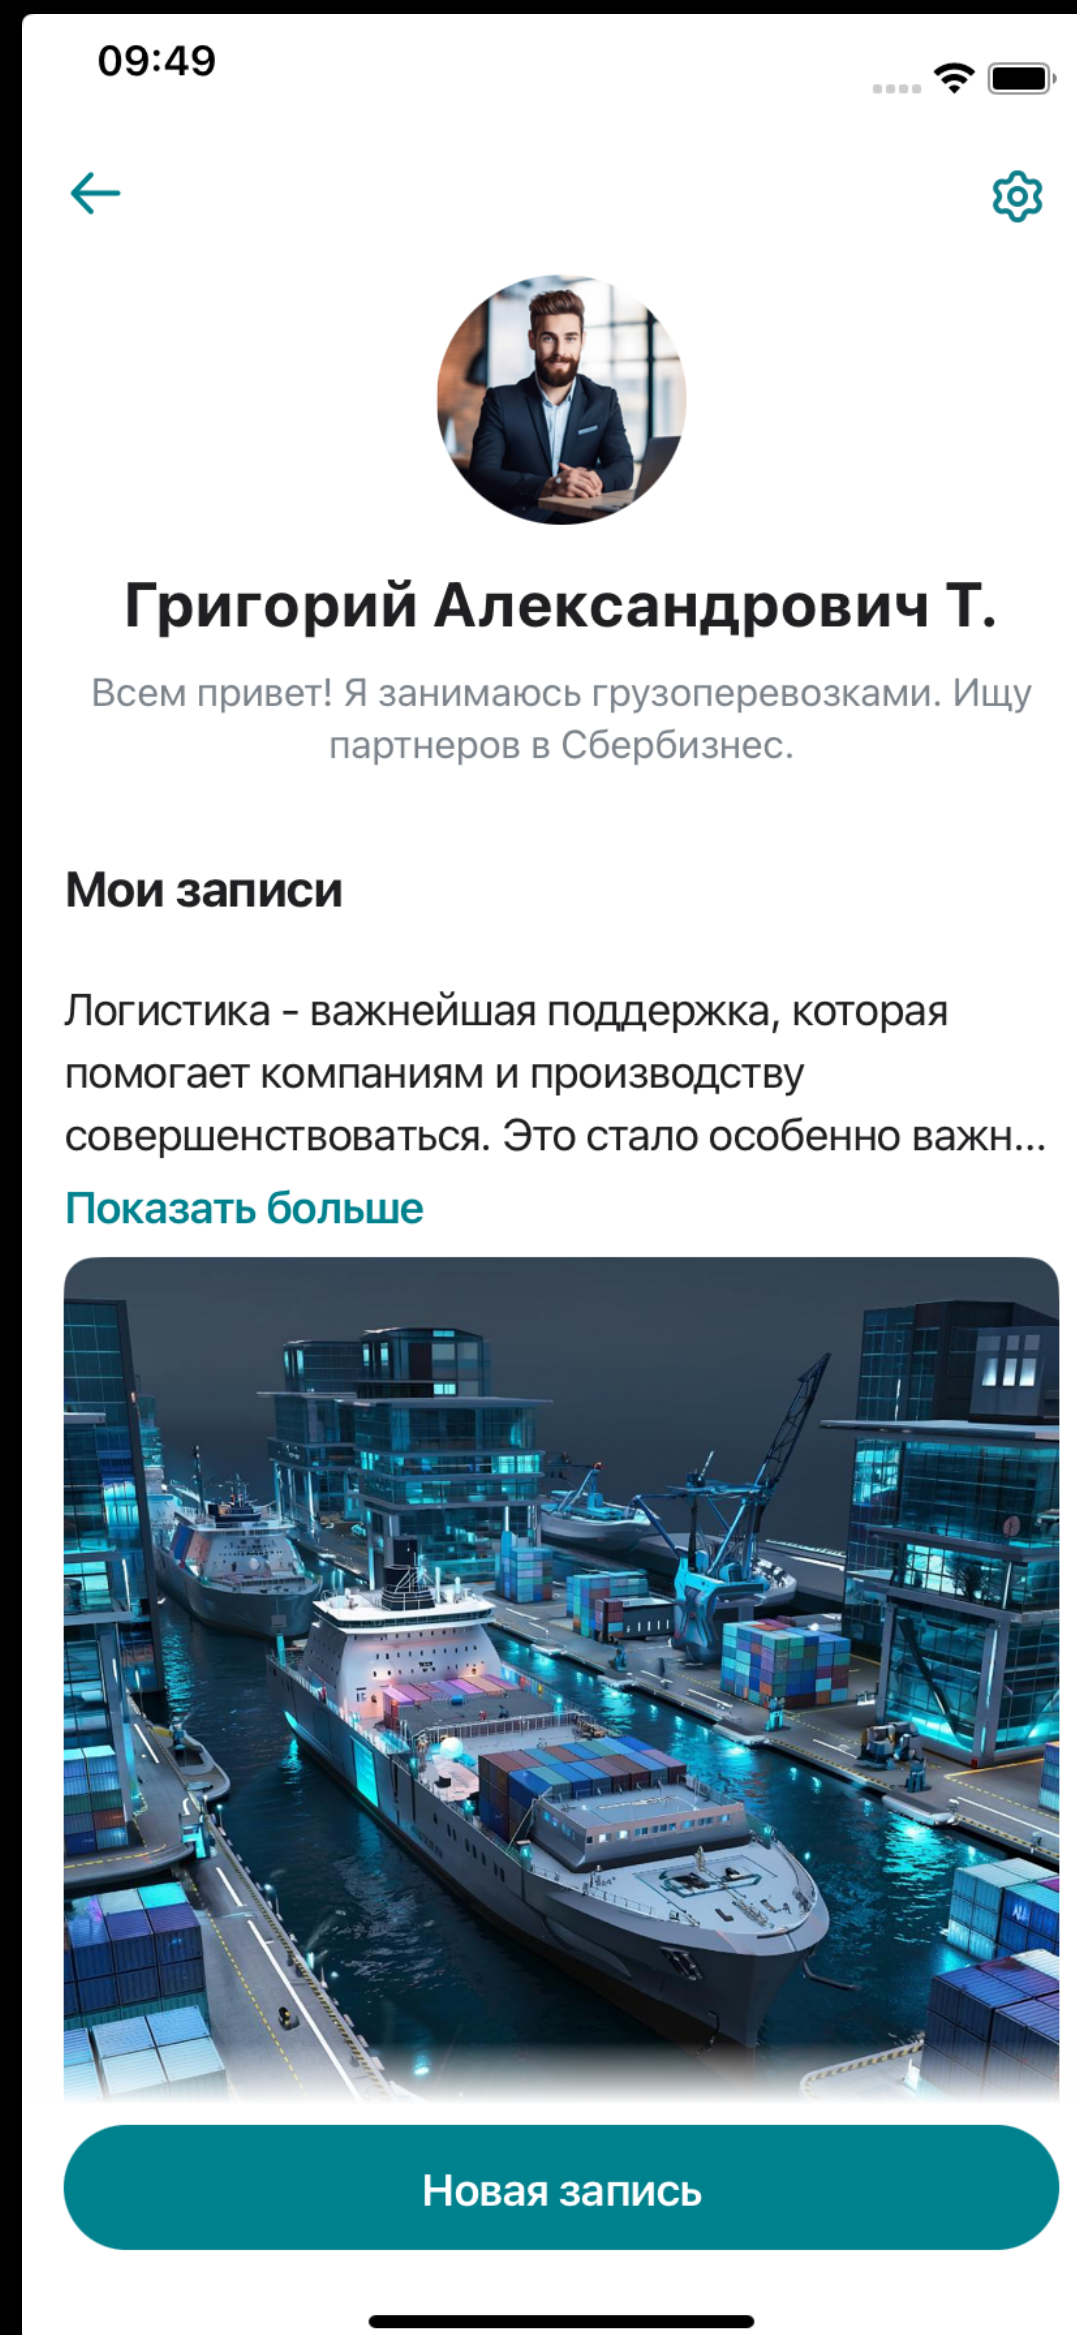 09:49
Григорий Александрович Т.
Всем привет! Я занимаюсь грузоперевозками. Ищу
партнеров в Сбербизнес.
Мои записи
Логистика - важнейшая поддержка, которая
помогает компаниям и производству
совершенствоваться. Это стало особенно важн...
Показать больше
Новая запись